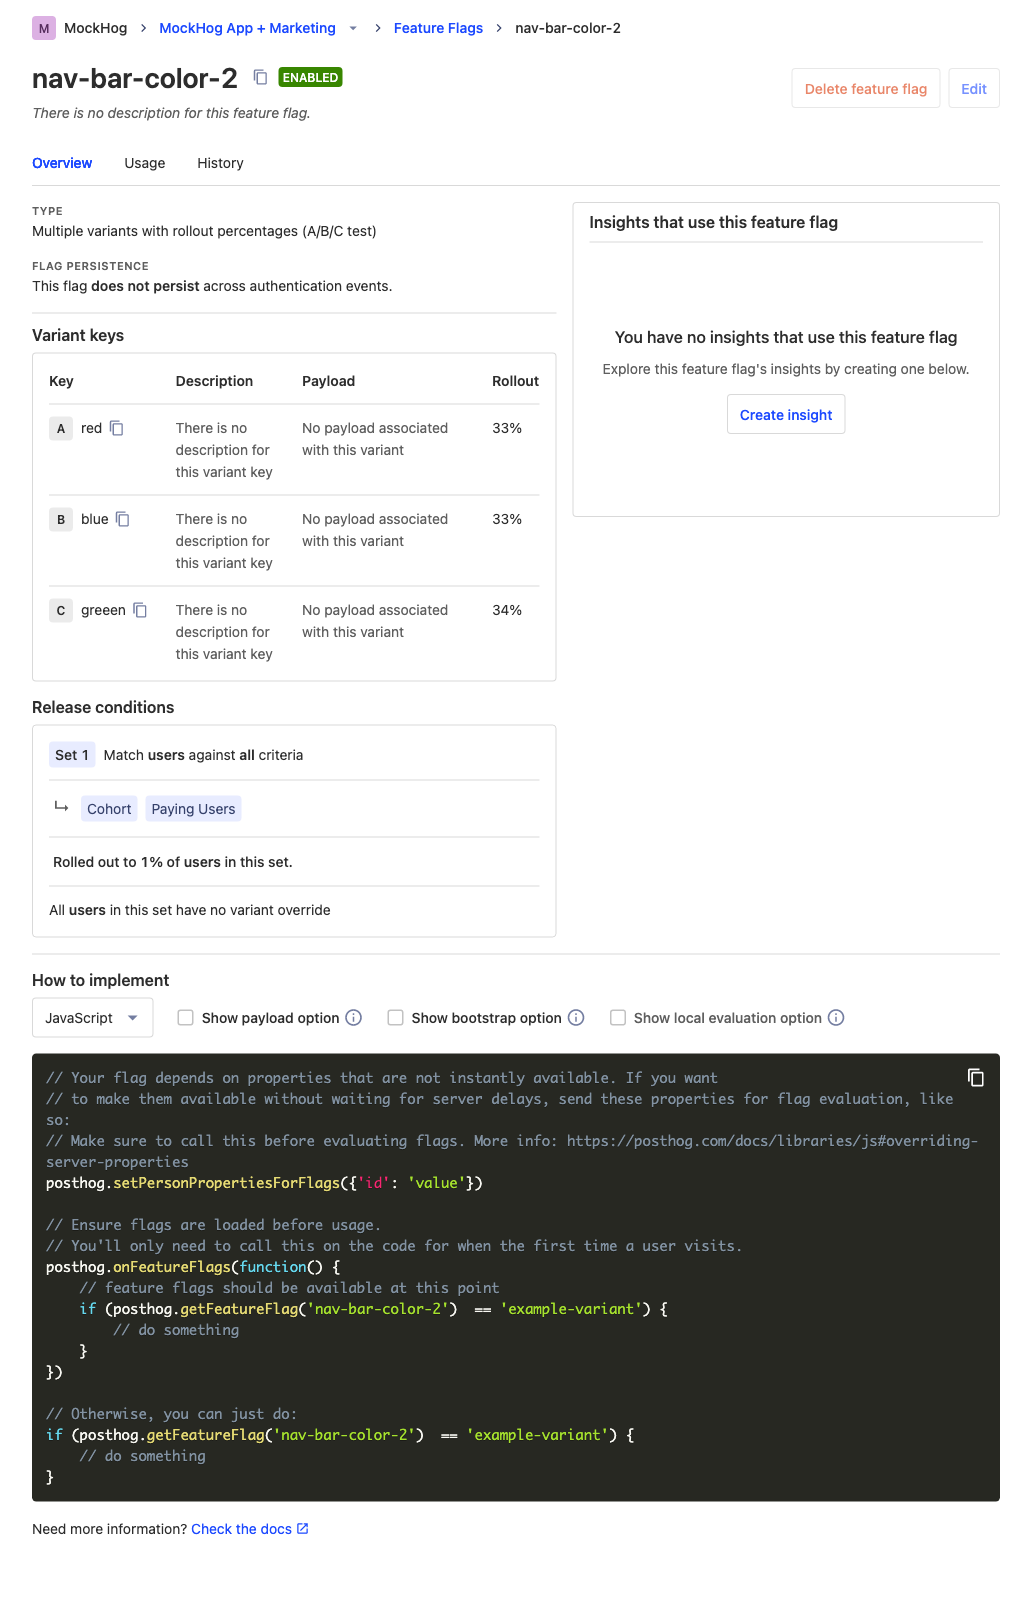 M MockHog > MockHog App + Marketing > Feature Flags > nav-bar-color-2
nav-bar-color-2 ENABLED
Delete feature flag Edit
There is no description for this feature flag.
Overview Usage History
TYPE
Multiple variants with rollout percentages (A/B/C test)
FLAG PERSISTENCE
This flag does not persist across authentication events.
Insights that use this feature flag
You have no insights that use this feature flag
Explore this feature flag's insights by creating one below.
Create insight
Variant keys
Key Description Payload Rollout
A red There is no No payload associated 33%
description for with this variant
this variant key
B blue There is no No payload associated 33%
description for with this variant
this variant key
C greeen There is no No payload associated 34%
description for with this variant
this variant key
Release conditions
Set 1 Match users against all criteria
Cohort Paying Users
Rolled out to 1% of users in this set.
All users in this set have no variant override
How to implement
JavaScript Show payload option Show bootstrap option Show local evaluation option
// Your flag depends on properties that are not instantly available. If you want
// to make them available without waiting for server delays, send these properties for flag evaluation, like
so:
// Make sure to call this before evaluating flags. More info: https://posthog.com/docs/libraries/js#overriding-
server-properties
posthog.setPersonPropertiesForFlags({'id': 'value'})
// Ensure flags are loaded before usage.
// You'll only need to call this on the code for when the first time a user visits.
posthog.onFeatureFlags(function() {
    // feature flags should be available at this point
    if (posthog.getFeatureFlag('nav-bar-color-2')  == 'example-variant') {
        // do something
    }
})
// Otherwise, you can just do:
if (posthog.getFeatureFlag('nav-bar-color-2')  == 'example-variant') {
    // do something
}
Need more information? Check the docs